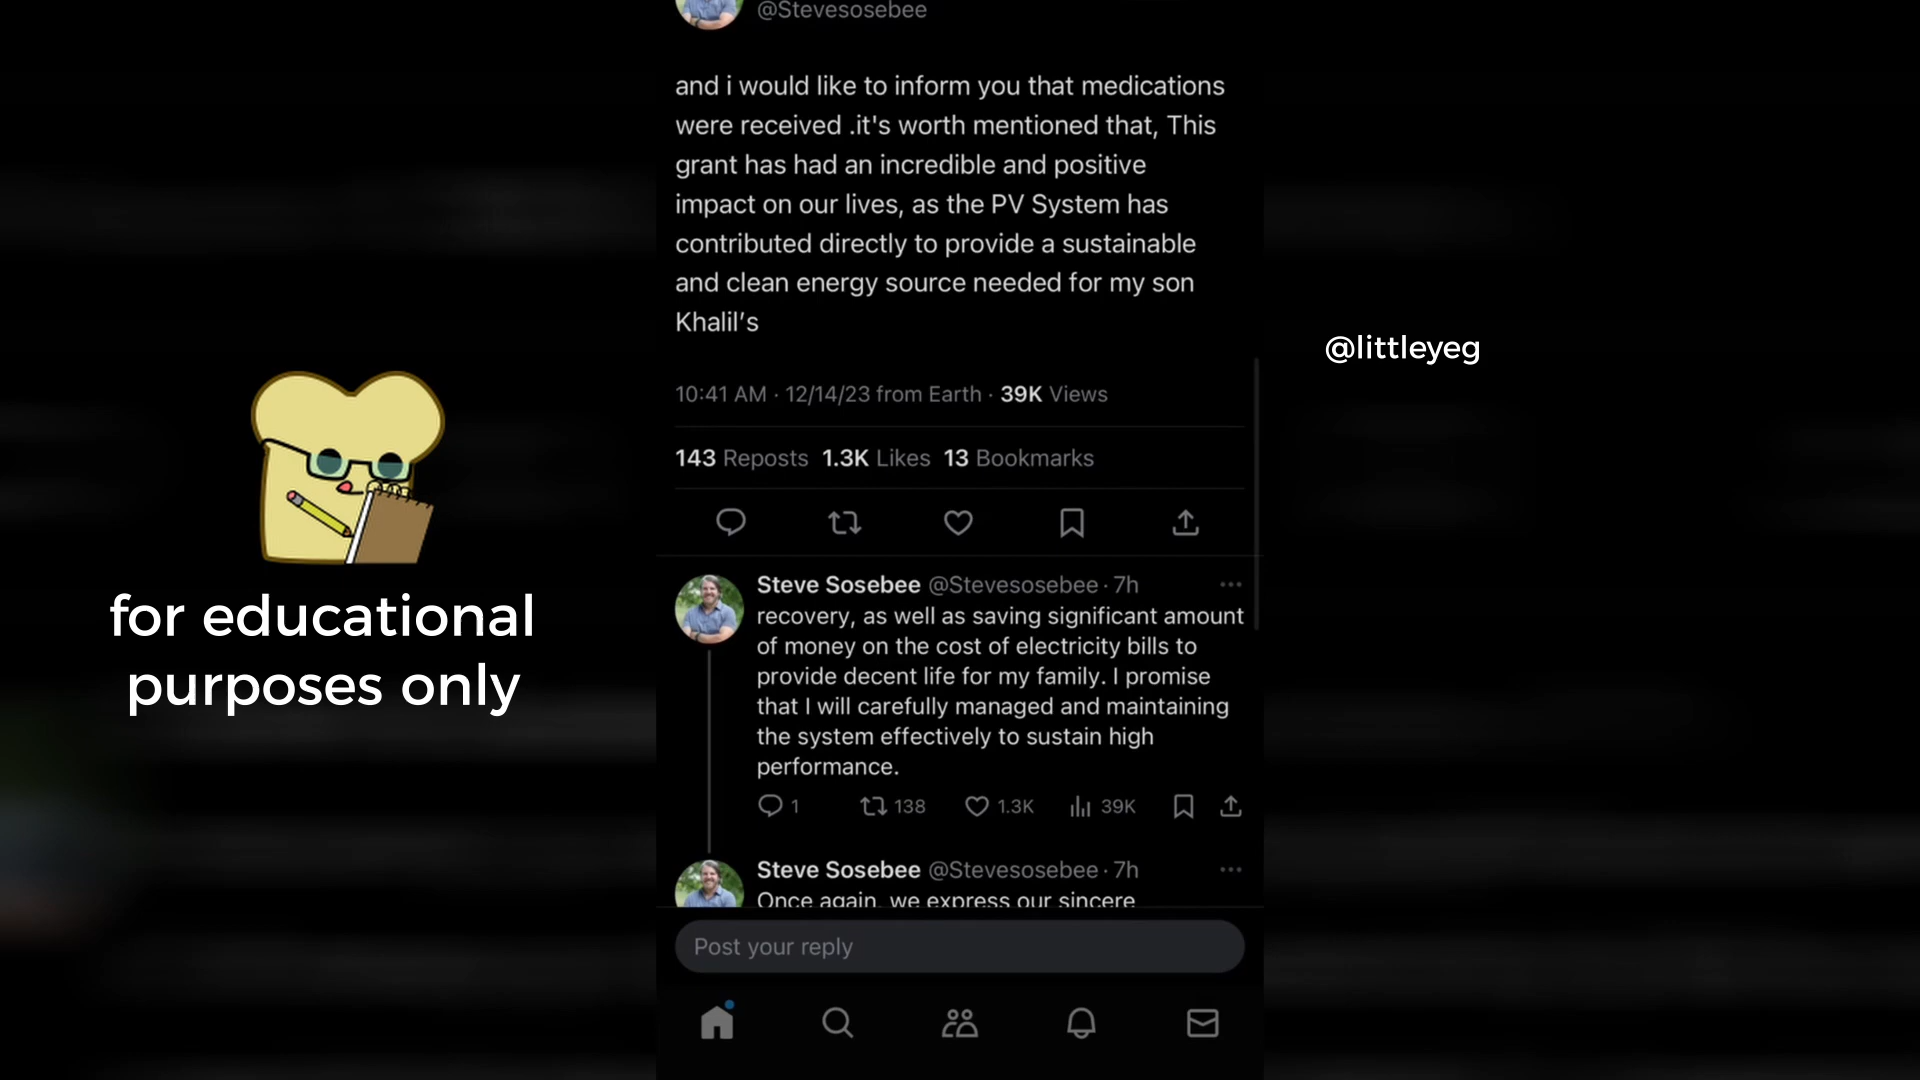 @Stevesosebee
and i would like to inform you that medications
were received .it's worth mentioned that, This
grant has had an incredible and positive
impact on our lives, as the PV System has
contributed directly to provide a sustainable
and clean energy source needed for my son
Khalil’s
10:41 AM · 12/14/23 from Earth · 39K Views
143 Reposts 1.3K Likes 13 Bookmarks
Steve Sosebee @Stevesosebee · 7h
recovery, as well as saving significant amount
of money on the cost of electricity bills to
provide decent life for my family. I promise
that I will carefully managed and maintaining
the system effectively to sustain high
performance.
1 138 1.3K 39K
Steve Sosebee @Stevesosebee · 7h
Once again, we express our sincere
Post your reply
for educational
purposes only
@littleyeg